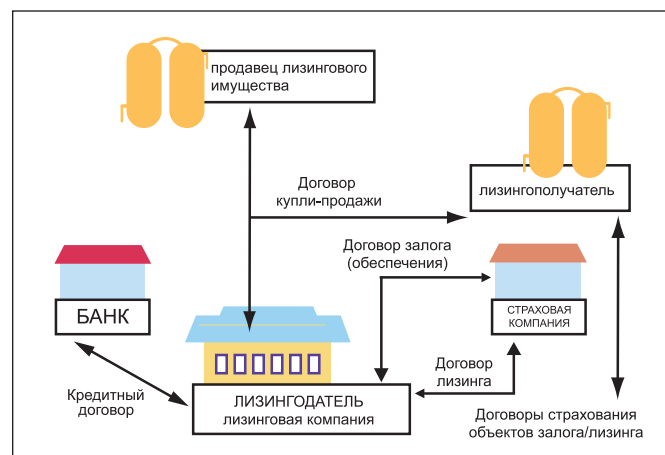 продавец лизингового
имущества
Договор
купли-продажи
лизингополучатель
Договор залога
(обеспечения)
БАНК
СТРАХОВАЯ
КОМПАНИЯ
Договор
лизинга
Кредитный
договор
ЛИЗИНГОДАТЕЛЬ
лизинговая компания
Договоры страхования
объектов залога/лизинга